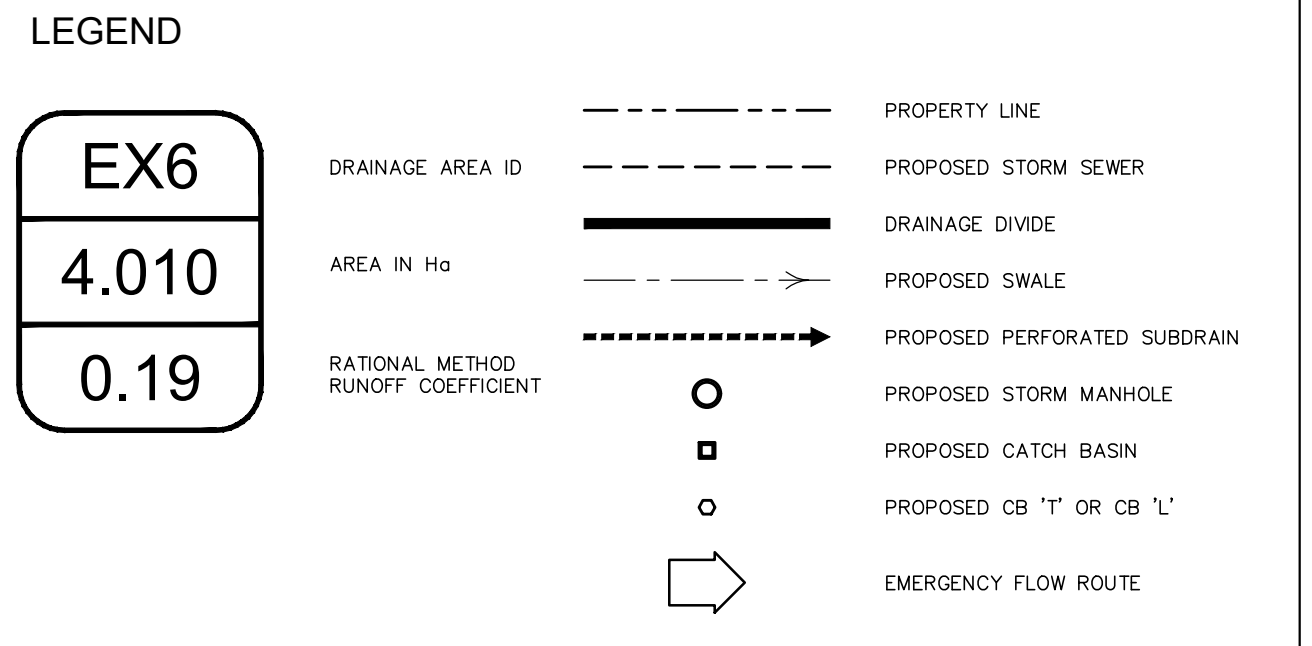 LEGEND
EX6
4.010
0.19
DRAINAGE AREA ID
AREA IN Ha
RATIONAL METHOD
RUNOFF COEFFICIENT
PROPERTY LINE
PROPOSED STORM SEWER
DRAINAGE DIVIDE
PROPOSED SWALE
PROPOSED PERFORATED SUBDRAIN
PROPOSED STORM MANHOLE
PROPOSED CATCH BASIN
PROPOSED CB 'T' OR CB 'L'
EMERGENCY FLOW ROUTE